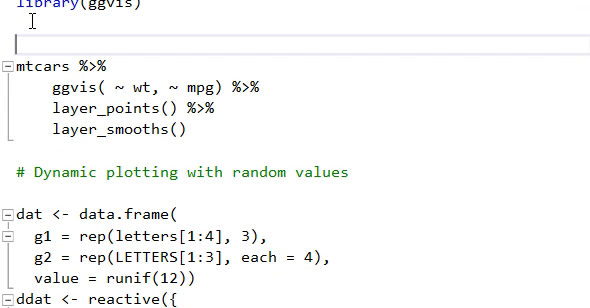 library(ggvis)
mtcars %>%
ggvis( ~ wt, ~ mpg) %>%
layer_points() %>%
layer_smooths()
# Dynamic plotting with random values
dat <- data.frame(
g1 = rep(letters[1:4], 3),
g2 = rep(LETTERS[1:3], each = 4),
value = runif(12))
ddat <- reactive({